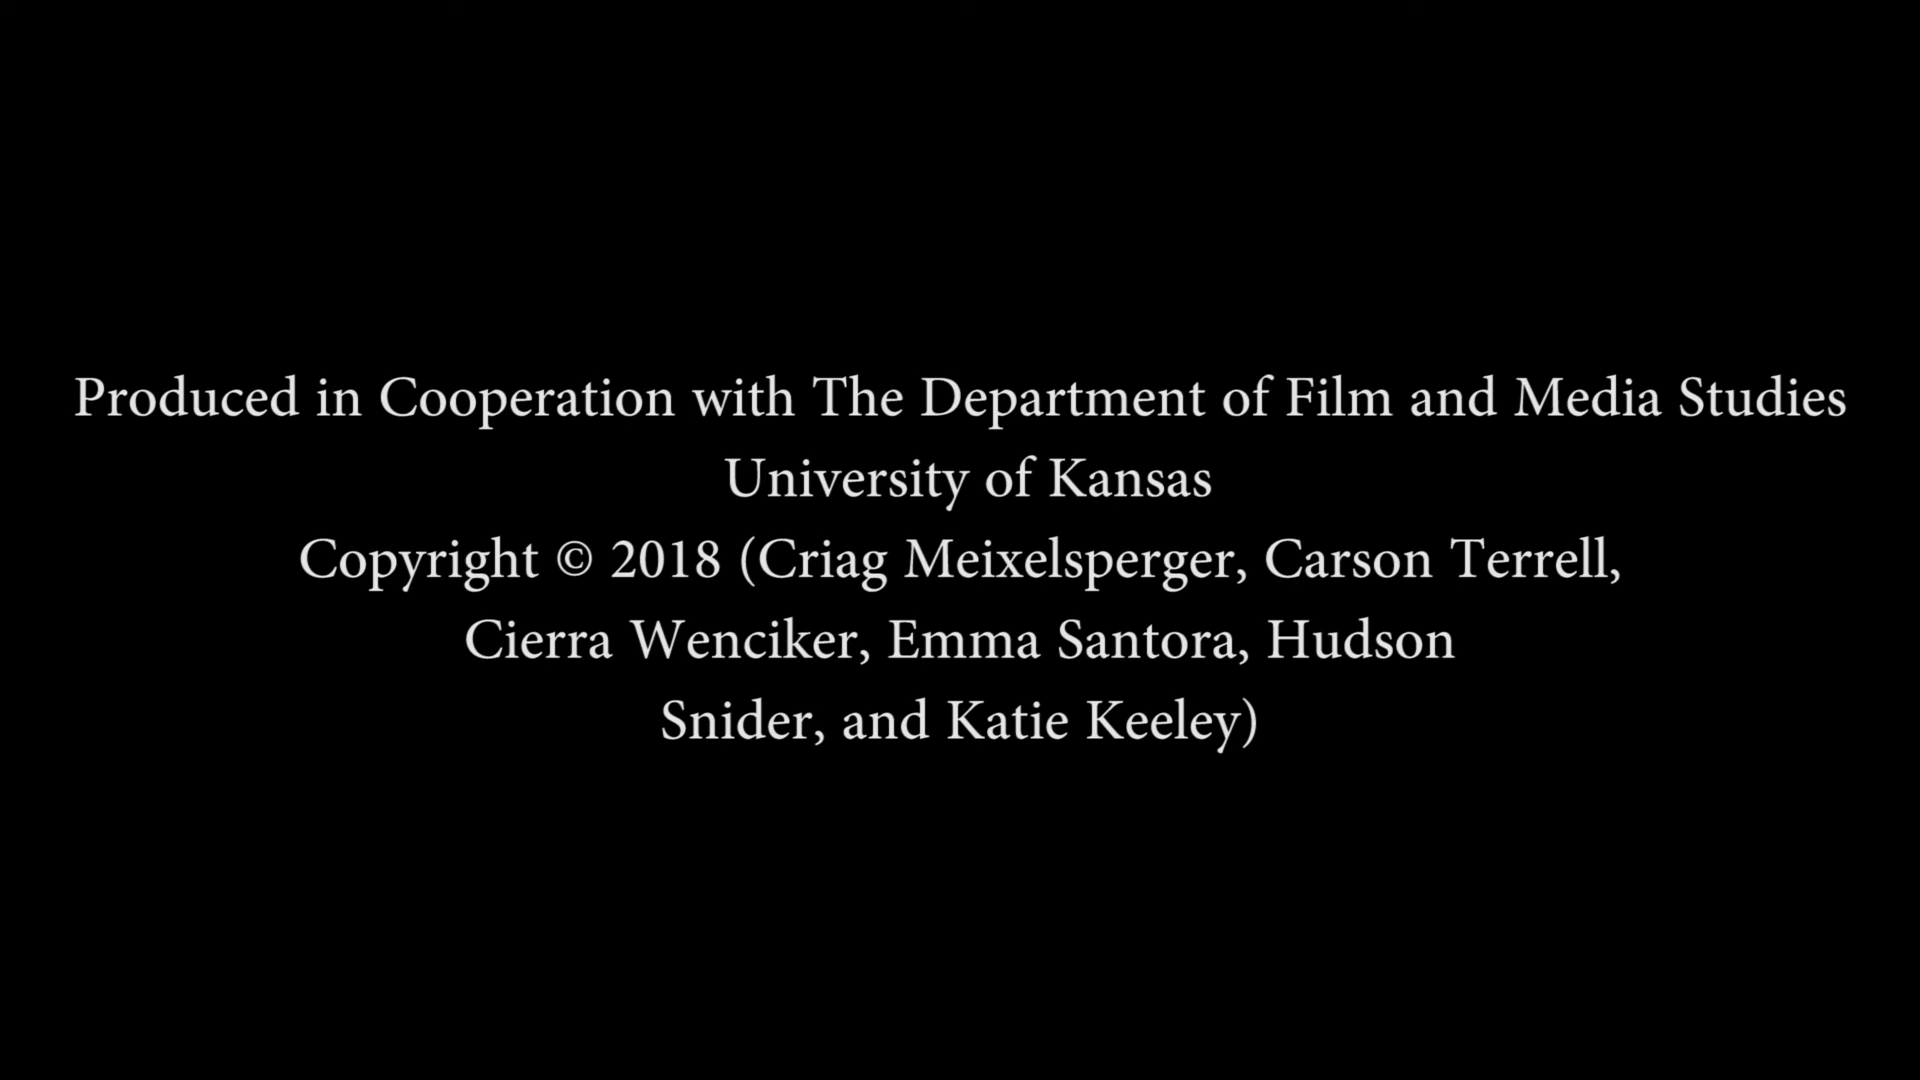 Produced in Cooperation with The Department of Film and Media Studies
University of Kansas
Copyright © 2018 (Criag Meixelsperger, Carson Terrell,
Cierra Wenciker, Emma Santora, Hudson
Snider, and Katie Keeley)